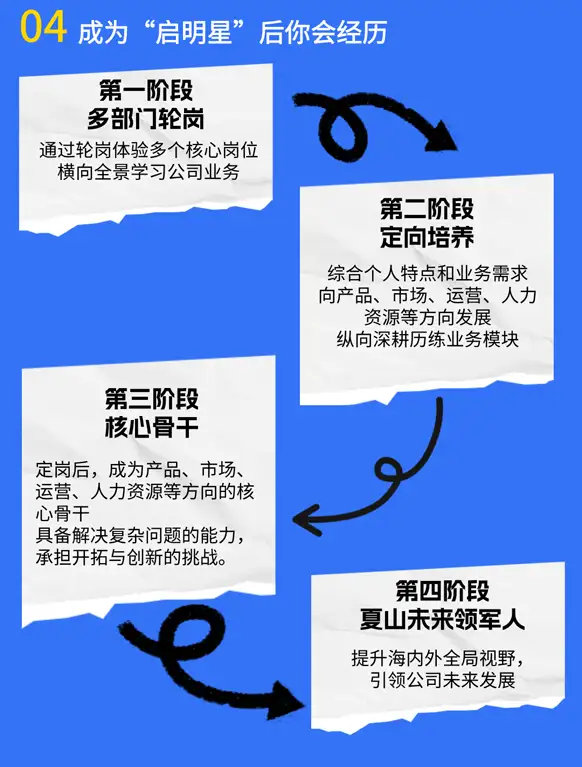 04 成为“启明星”后你会经历
第一阶段
多部门轮岗
通过轮岗体验多个核心岗位
横向全景学习公司业务
第二阶段
定向培养
综合个人特点和业务需求
向产品、市场、运营、人力
资源等方向发展
纵向深耕历练业务模块
第三阶段
核心骨干
定岗后，成为产品、市场、
运营、人力资源等方向的核
心骨干
具备解决复杂问题的能力，
承担开拓与创新的挑战。
第四阶段
夏山未来领军人
提升海内外全局视野，
引领公司未来发展